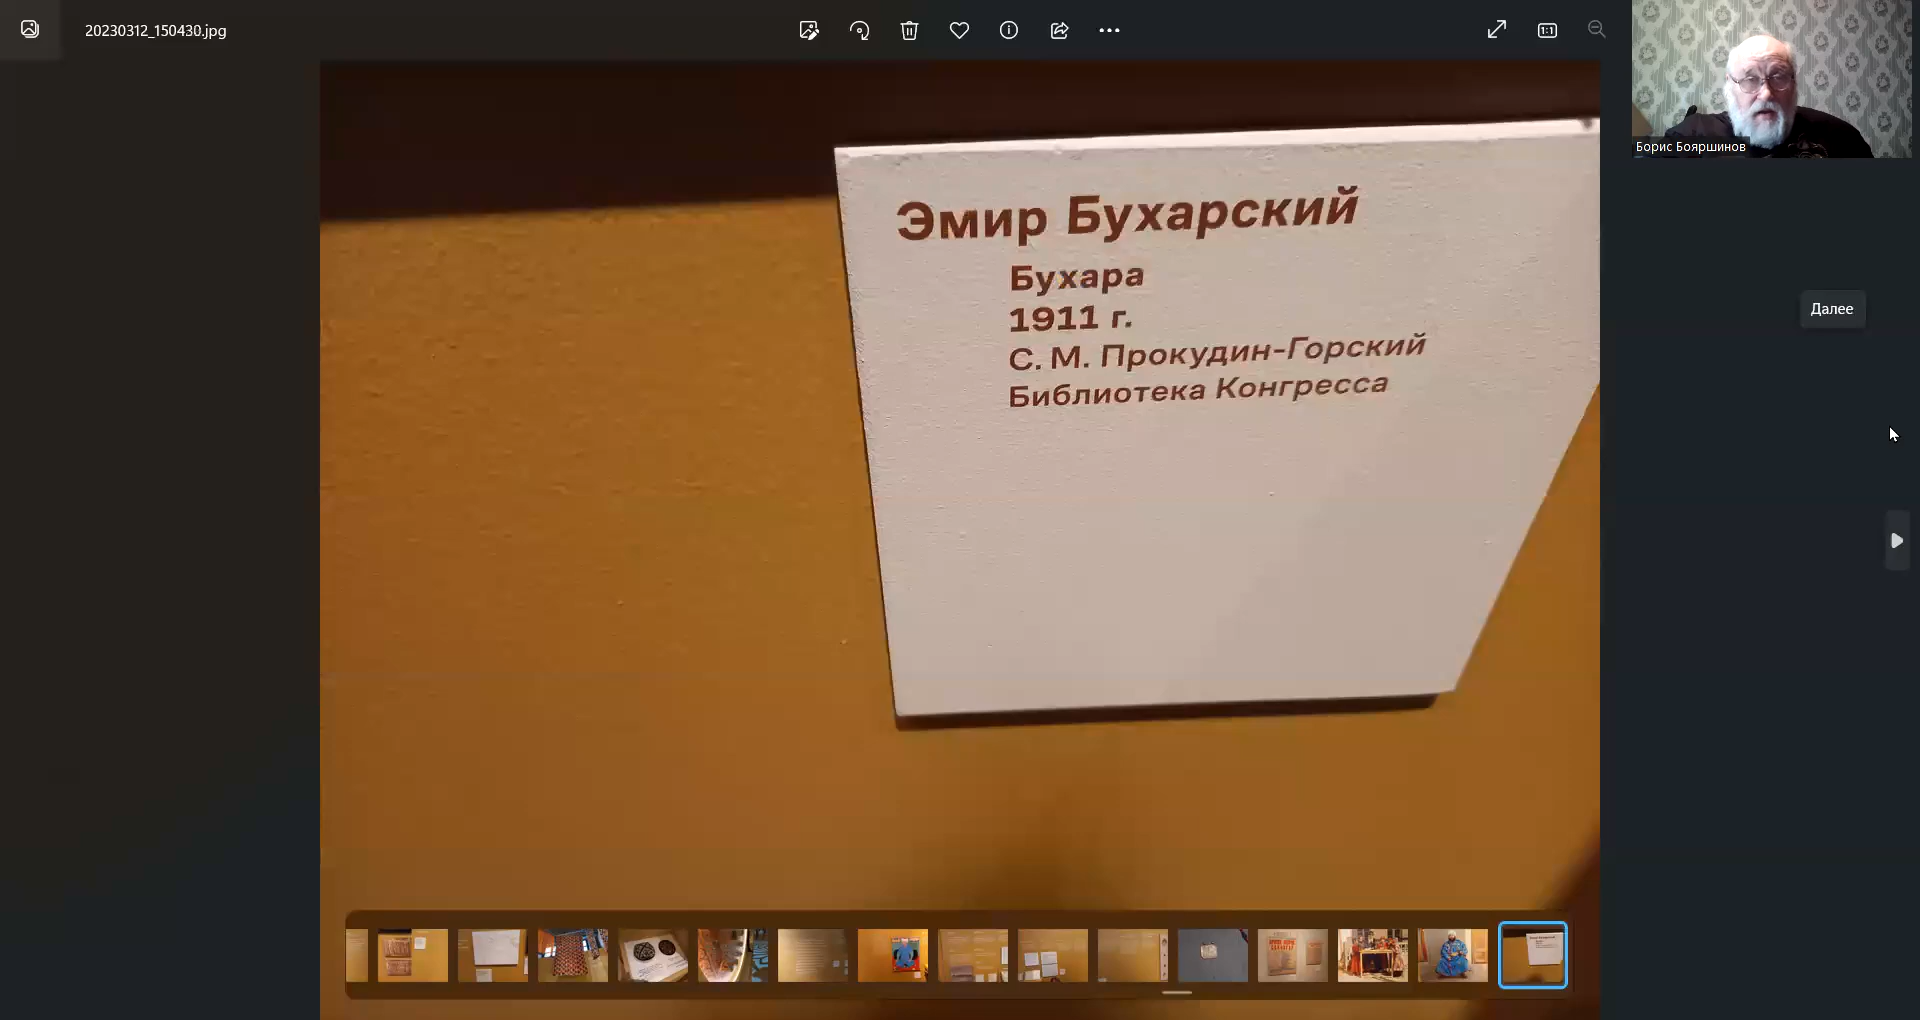 20230312_150430.jpg
Борис Бояршинов
Эмир Бухарский
Бухара
1911 г.
С. М. Прокудин-Горский
Библиотека Конгресса
Далее